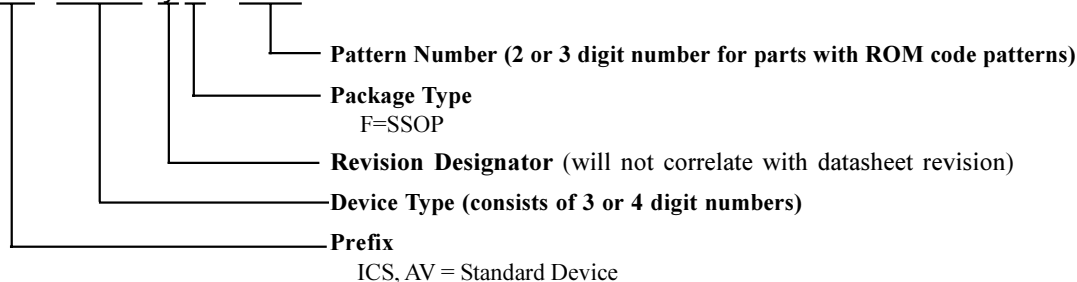 Pattern Number (2 or 3 digit number for parts with ROM code patterns)
Package Type
F=SSOP
Revision Designator (will not correlate with datasheet revision)
Device Type (consists of 3 or 4 digit numbers)
Prefix
ICS, AV = Standard Device